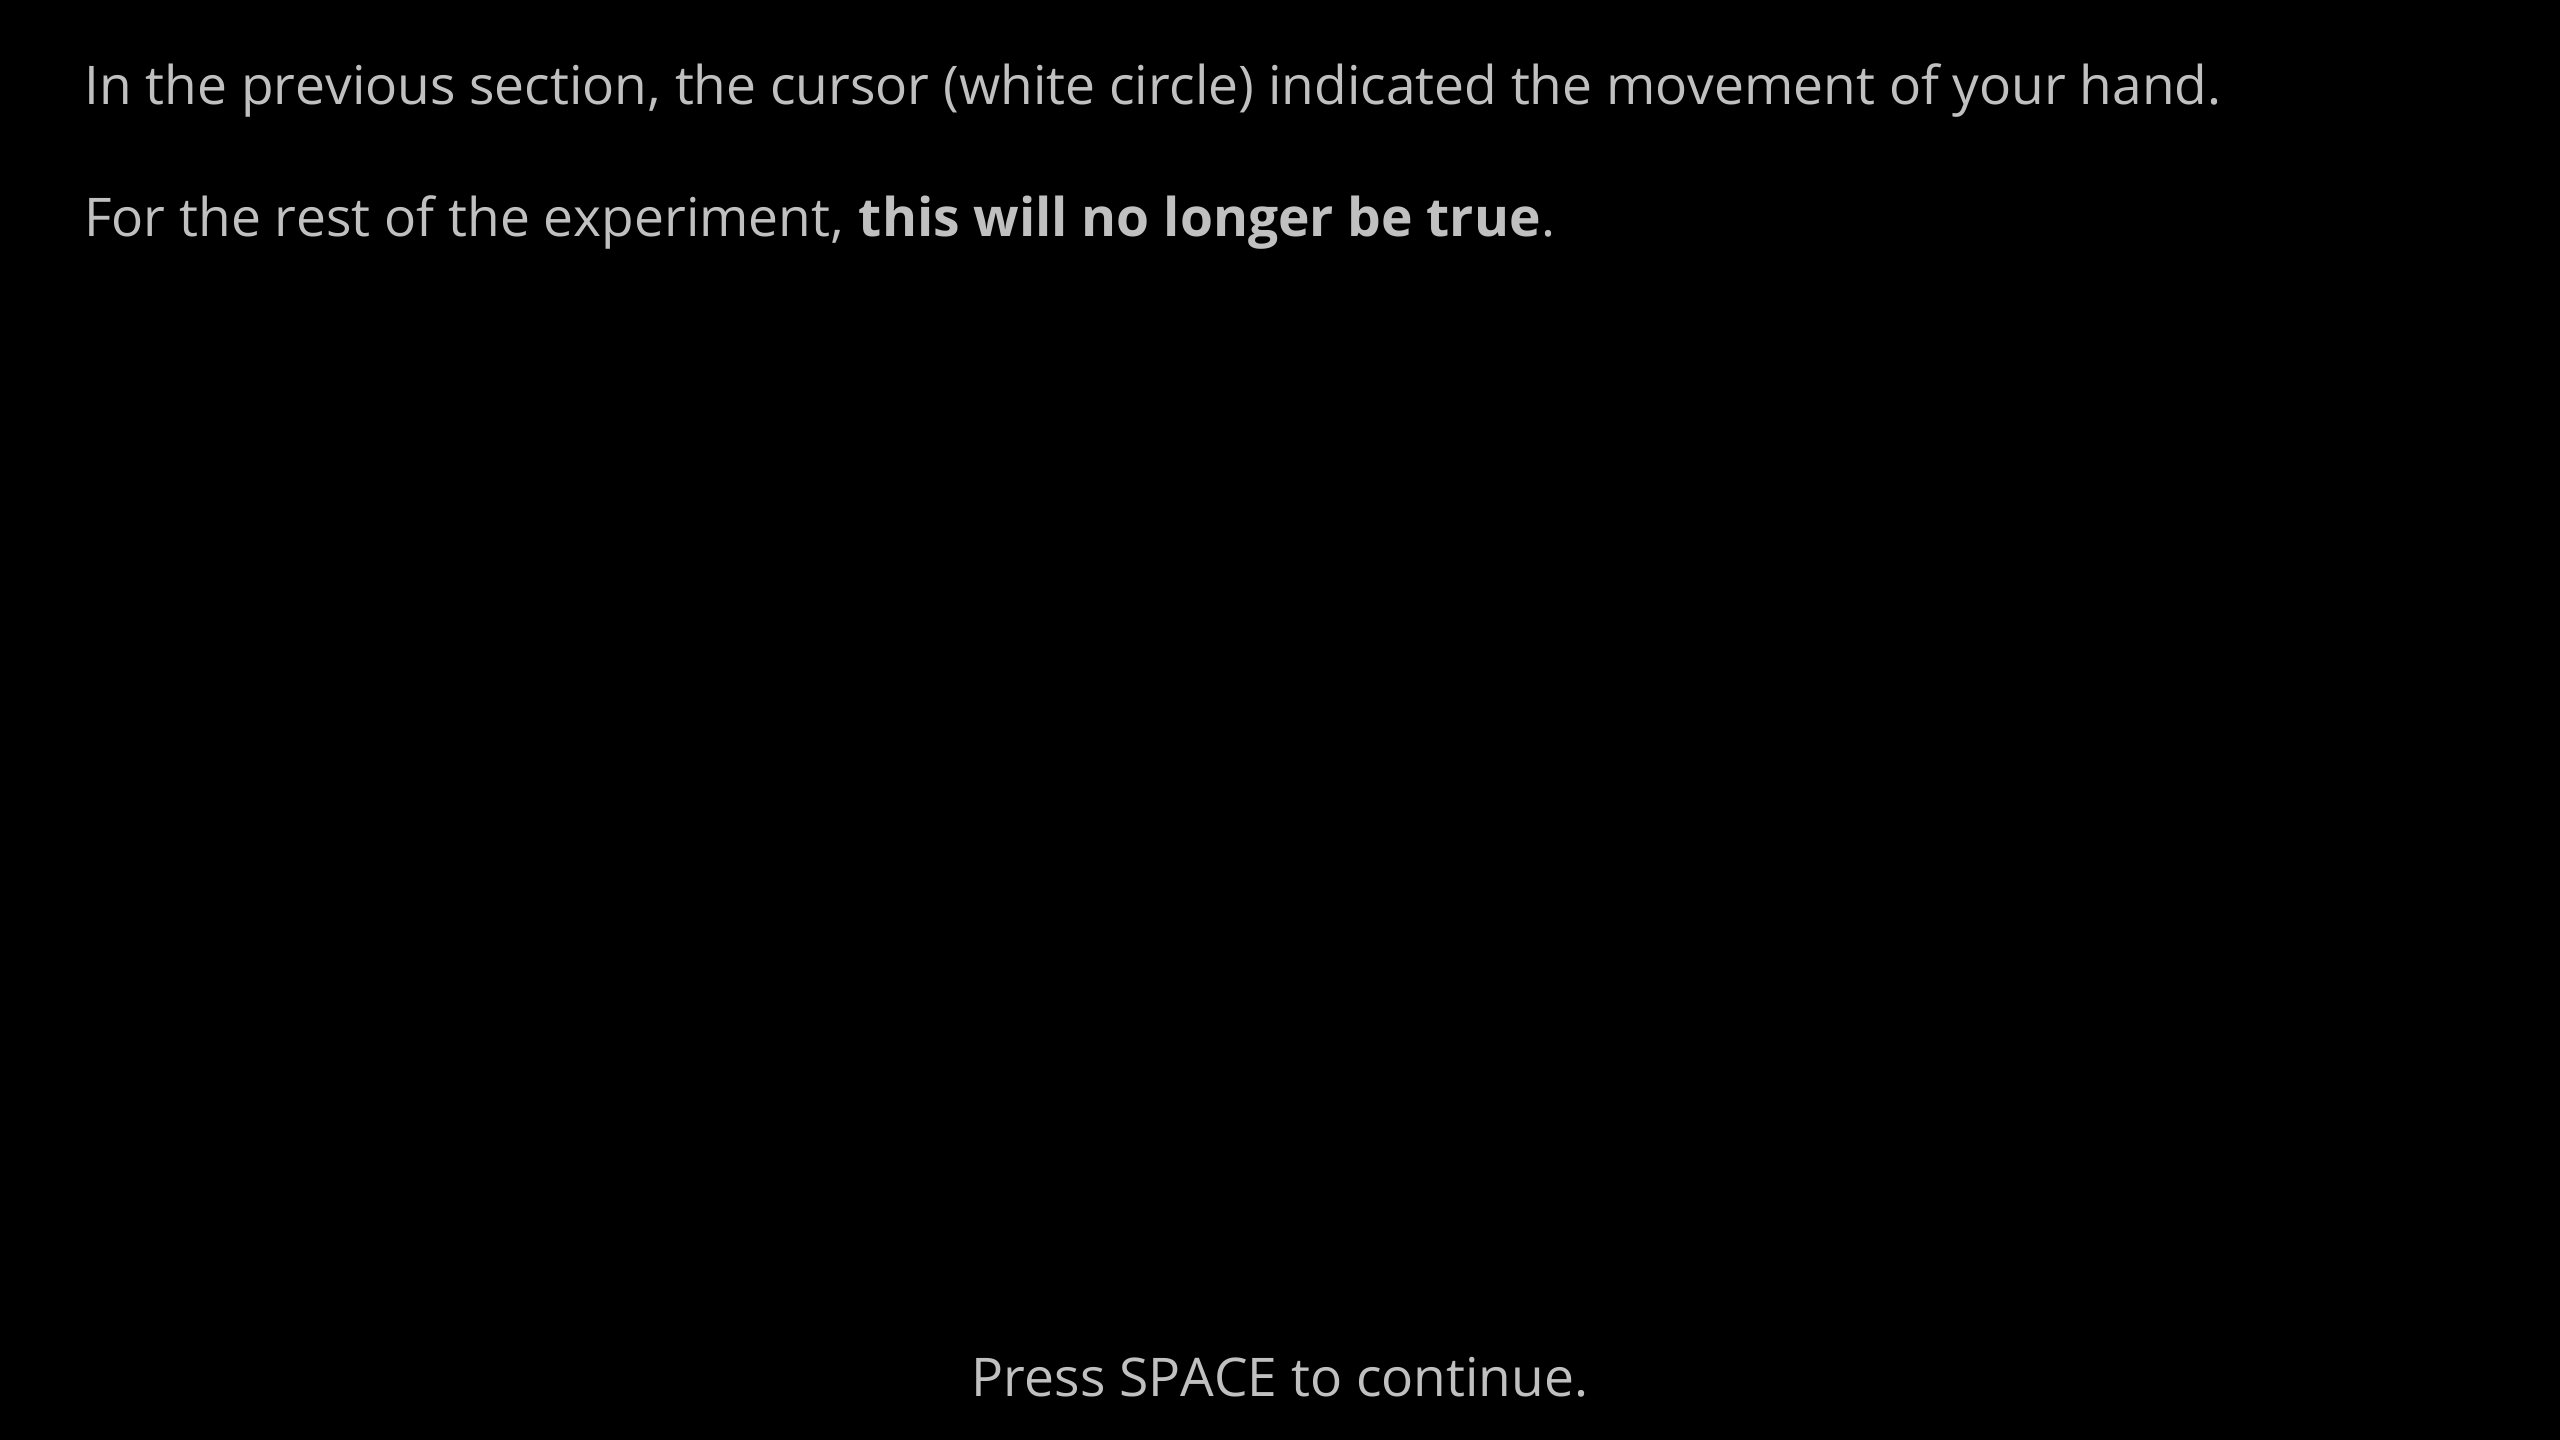 In the previous section, the cursor (white circle) indicated the movement of your hand.
For the rest of the experiment, this will no longer be true.
Press SPACE to continue.